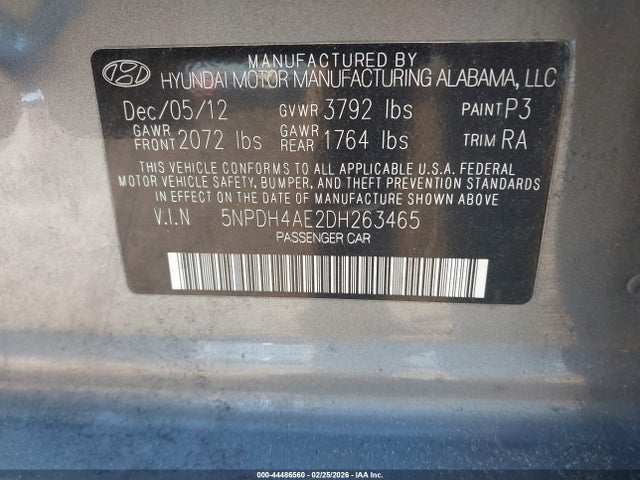 MANUFACTURED BY
HYUNDAI MOTOR MANUFACTURING ALABAMA, LLC
Dec/05/12 GVWR 3792 lbs PAINT P3
GAWR FRONT 2072 lbs GAWR REAR 1764 lbs TRIM RA
THIS VEHICLE CONFORMS TO ALL APPLICABLE U.S.A. FEDERAL
MOTOR VEHICLE SAFETY, BUMPER, AND THEFT PREVENTION STANDARDS
IN EFFECT ON THE DATE OF MANUFACTURE SHOWN ABOVE.
V.I.N 5NPDH4AE2DH263465
PASSENGER CAR
000-44486560 - 02/25/2026 - IAAI.COM